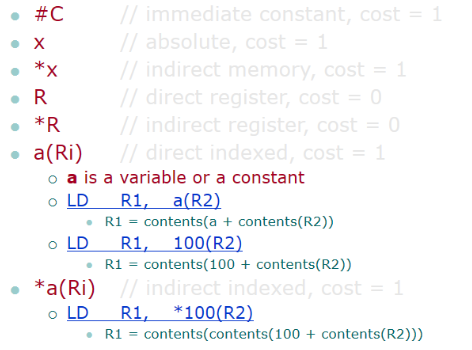 #C // immediate constant, cost = 1
x // absolute, cost = 1
*x // indirect memory, cost = 1
R // direct register, cost = 0
*R // indirect register, cost = 0
a(Ri) // direct indexed, cost = 1
a is a variable or a constant
LD R1, a(R2)
R1 = contents(a + contents(R2))
LD R1, 100(R2)
R1 = contents(100 + contents(R2))
*a(Ri) // indirect indexed, cost = 1
LD R1, *100(R2)
R1 = contents(contents(100 + contents(R2)))